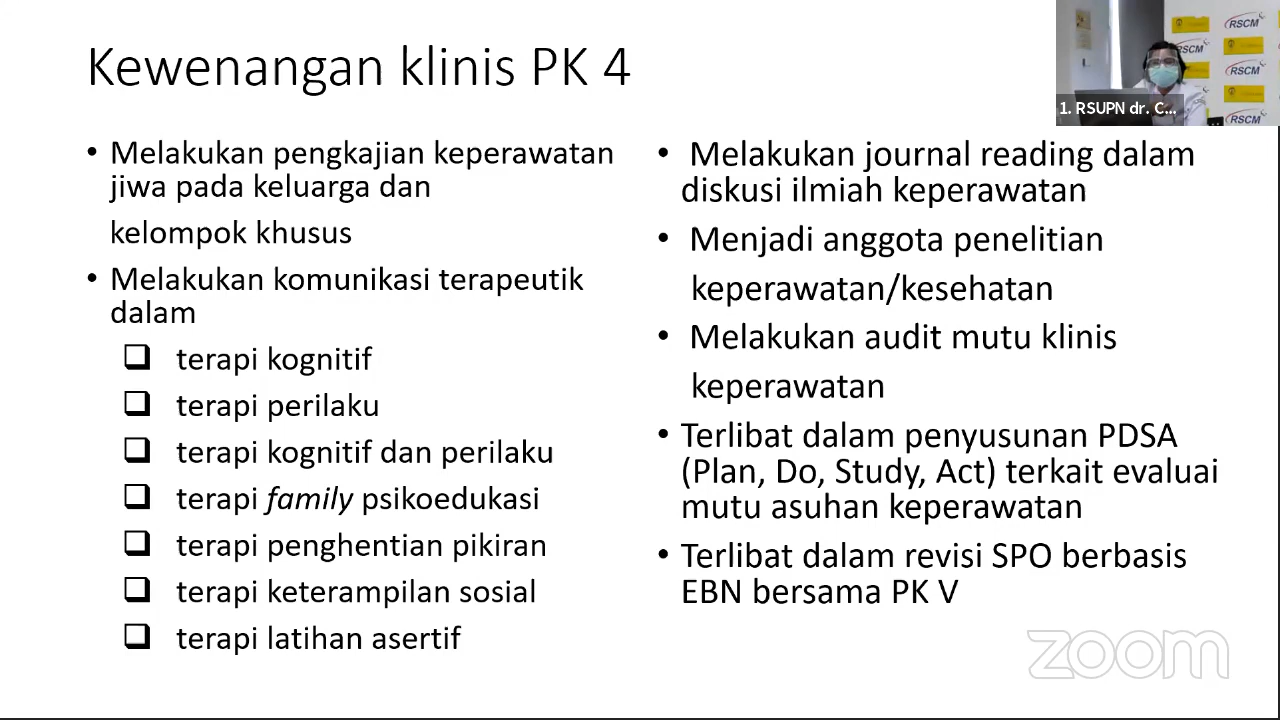 Kewenangan klinis PK 4
• Melakukan pengkajian keperawatan
jiwa pada keluarga dan
kelompok khusus
• Melakukan komunikasi terapeutik
dalam
❑ terapi kognitif
❑ terapi perilaku
❑ terapi kognitif dan perilaku
❑ terapi family psikoedukasi
❑ terapi penghentian pikiran
❑ terapi keterampilan sosial
❑ terapi latihan asertif
• Melakukan journal reading dalam
diskusi ilmiah keperawatan
• Menjadi anggota penelitian
keperawatan/kesehatan
• Melakukan audit mutu klinis
keperawatan
• Terlibat dalam penyusunan PDSA
(Plan, Do, Study, Act) terkait evaluai
mutu asuhan keperawatan
• Terlibat dalam revisi SPO berbasis
EBN bersama PK V
RSCM
RSCM
RSCM
RSCM
RSCM
1. RSUPN dr. C...
zoom